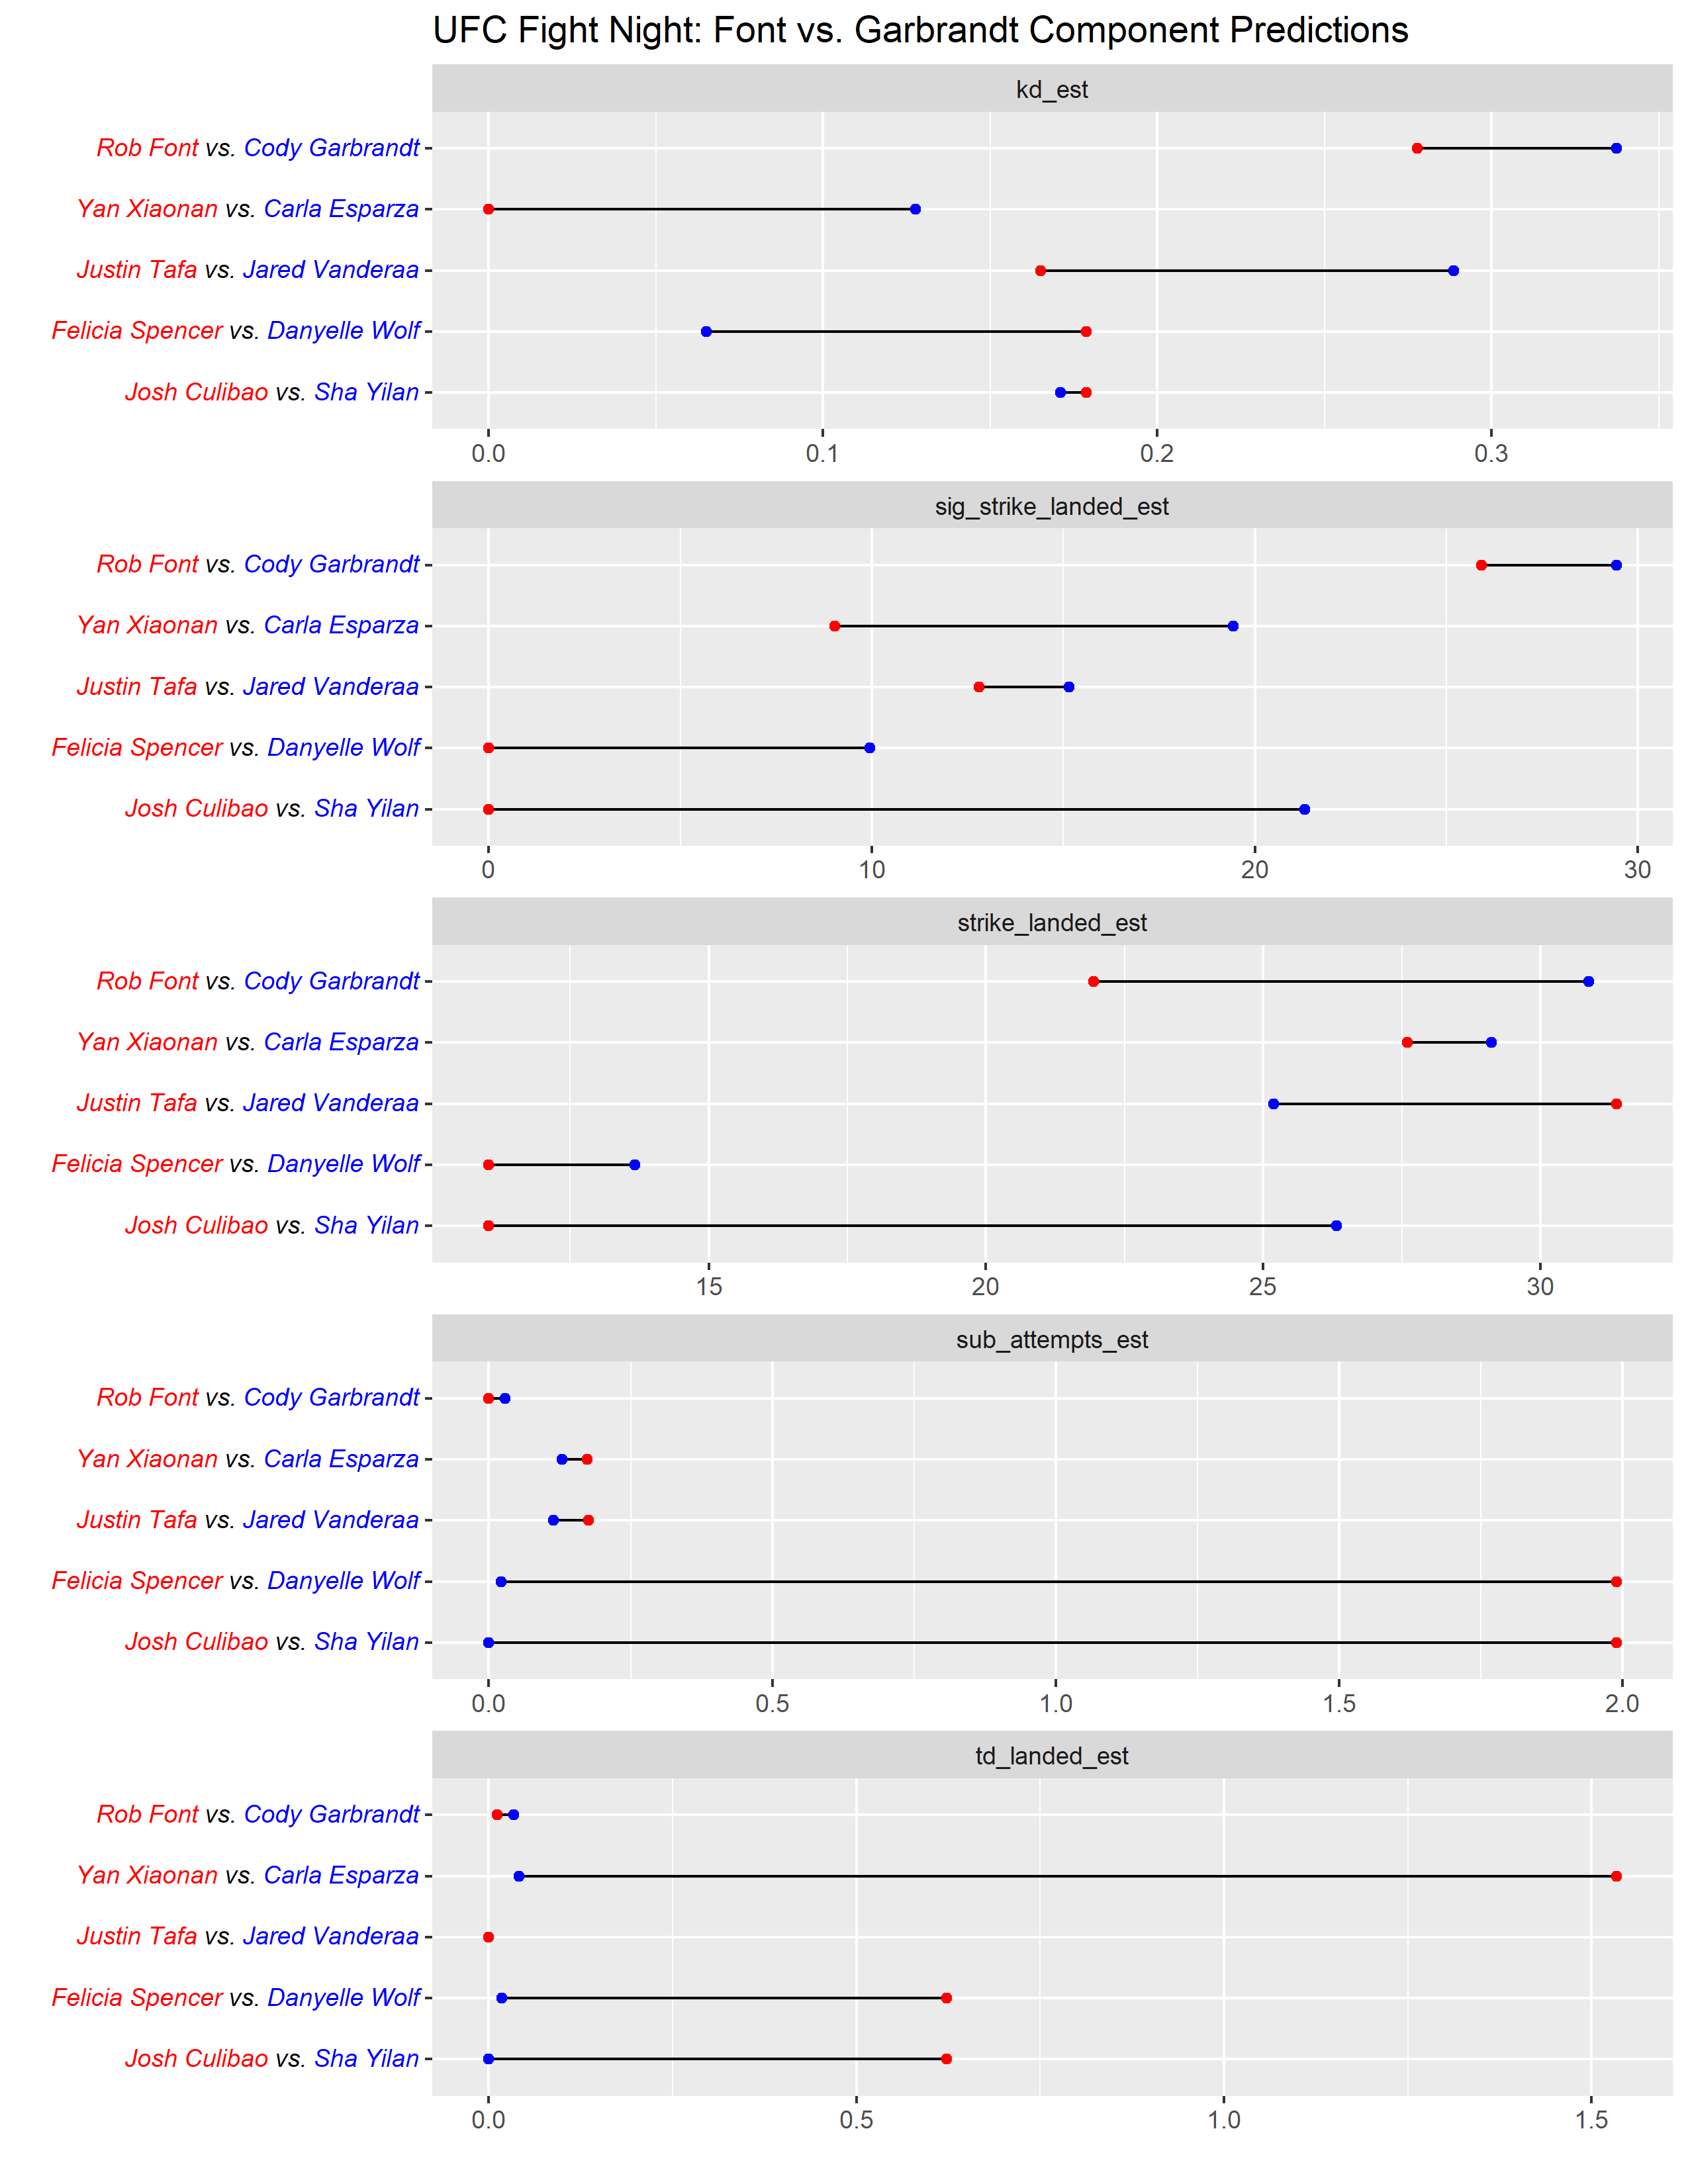 UFC Fight Night: Font vs. Garbrandt Component Predictions
kd_est
Rob Font vs. Cody Garbrandt
Yan Xiaonan vs. Carla Esparza
Justin Tafa vs. Jared Vanderaa
Felicia Spencer vs. Danyelle Wolf
Josh Culibao vs. Sha Yilan
0.0 0.1 0.2 0.3
sig_strike_landed_est
Rob Font vs. Cody Garbrandt
Yan Xiaonan vs. Carla Esparza
Justin Tafa vs. Jared Vanderaa
Felicia Spencer vs. Danyelle Wolf
Josh Culibao vs. Sha Yilan
0 10 20 30
strike_landed_est
Rob Font vs. Cody Garbrandt
Yan Xiaonan vs. Carla Esparza
Justin Tafa vs. Jared Vanderaa
Felicia Spencer vs. Danyelle Wolf
Josh Culibao vs. Sha Yilan
15 20 25 30
sub_attempts_est
Rob Font vs. Cody Garbrandt
Yan Xiaonan vs. Carla Esparza
Justin Tafa vs. Jared Vanderaa
Felicia Spencer vs. Danyelle Wolf
Josh Culibao vs. Sha Yilan
0.0 0.5 1.0 1.5 2.0
td_landed_est
Rob Font vs. Cody Garbrandt
Yan Xiaonan vs. Carla Esparza
Justin Tafa vs. Jared Vanderaa
Felicia Spencer vs. Danyelle Wolf
Josh Culibao vs. Sha Yilan
0.0 0.5 1.0 1.5